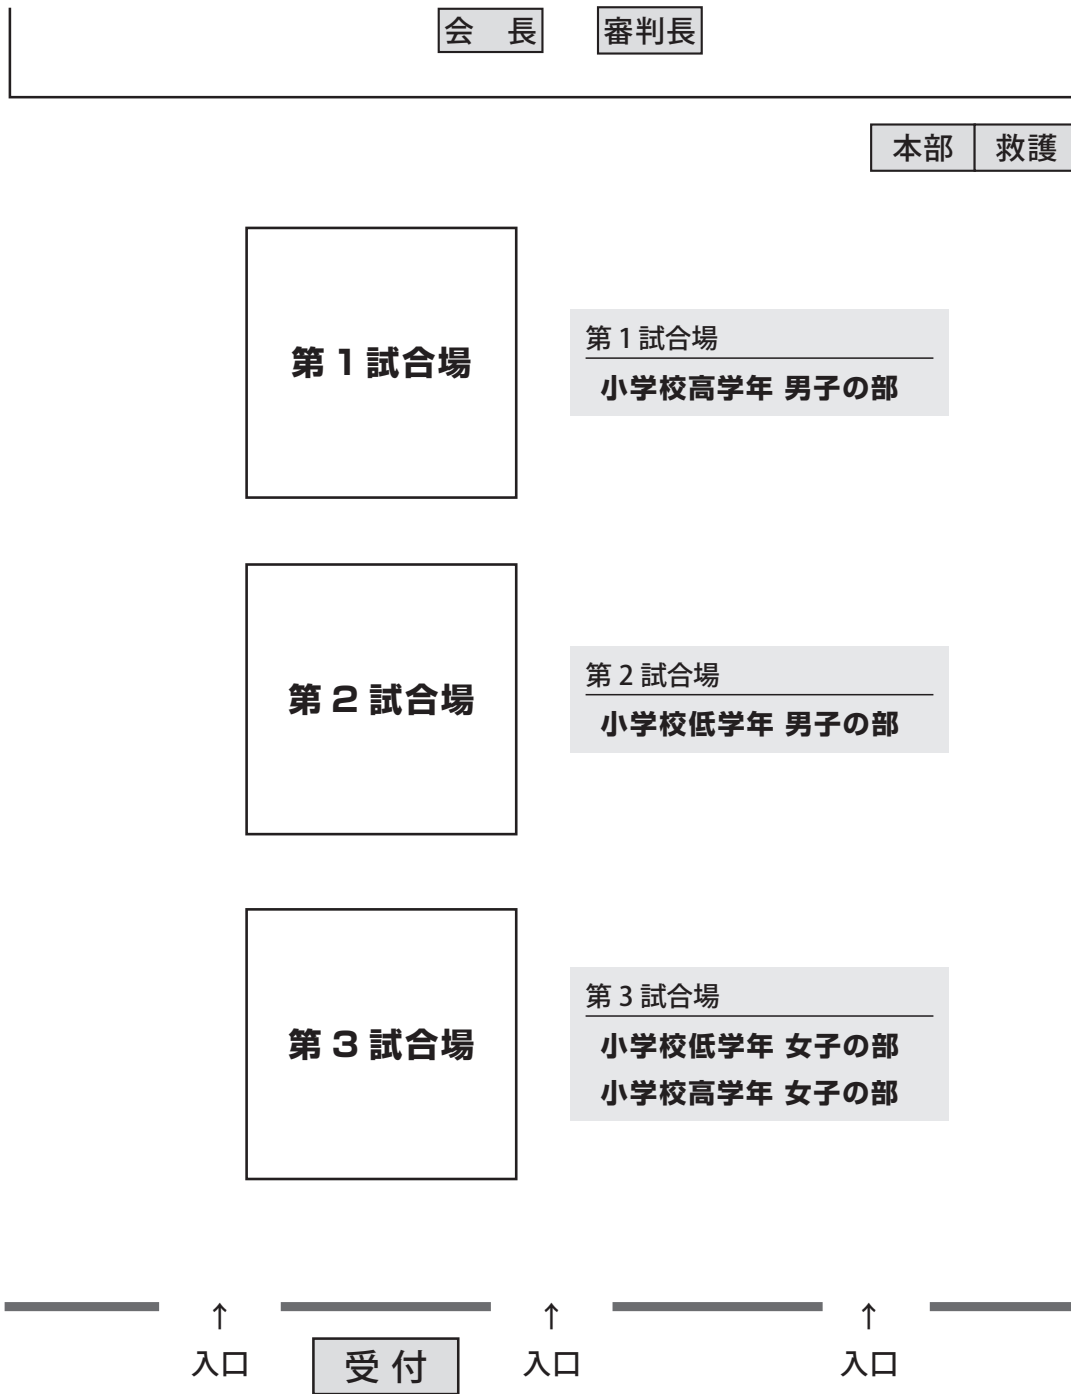 会　長　審判長
本部　救護
第１試合場
第 1 試合場
小学校高学年 男子の部
第 2 試合場
第 2 試合場
小学校低学年 男子の部
第 3 試合場
第 3 試合場
小学校低学年 女子の部
小学校高学年 女子の部
↑　↑　↑
入口　受 付　入口　入口